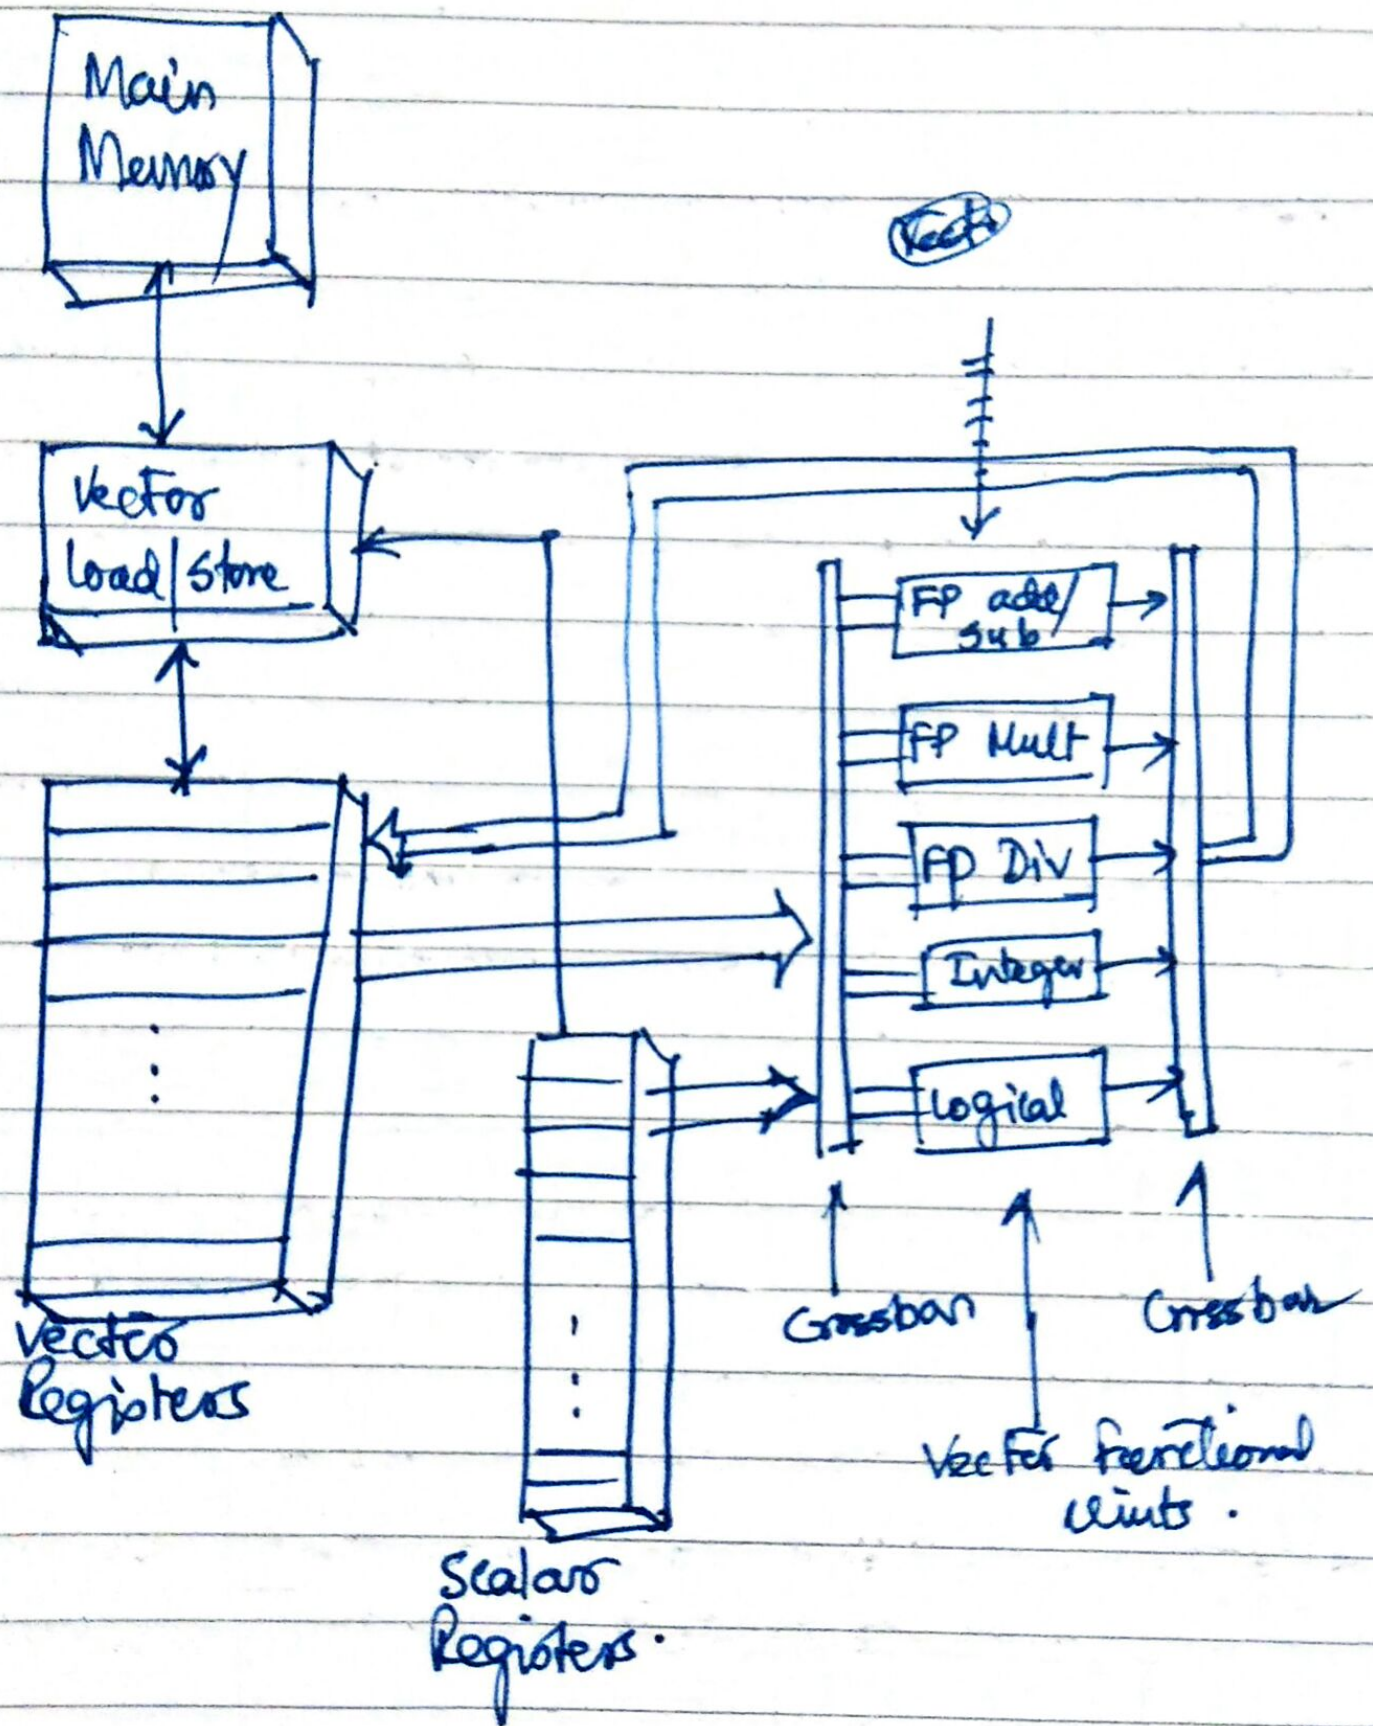 Main
Memory
Vector
Load/Store
FP add/
sub
FP Mult
FP Div
Integer
Logical
Crossbar
Crossbar
Vector
Registers
Vector functional
Units.
Scalar
Registers.